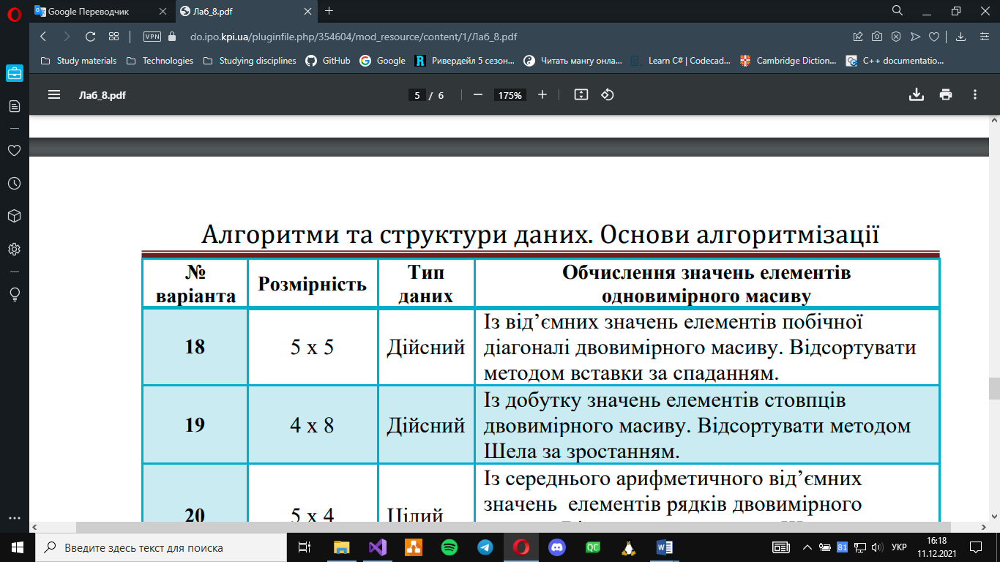 Google Переводчик
Лаб_8.pdf
VPN
do.ipo.kpi.ua/pluginfile.php/354604/mod_resource/content/1/Лаб_8.pdf
Study materials
Technologies
Studying disciplines
GitHub
Google
Ривердейл 5 сезон...
Читать мангу онла...
Learn C# | Codecad...
Cambridge Diction...
C++ documentatio...
Лаб_8.pdf
5 / 6
175%
Алгоритми та структури даних. Основи алгоритмізації
№
варіанта
Розмірність
Тип
даних
Обчислення значень елементів
одновимірного масиву
18
5 x 5
Дійсний
Із від’ємних значень елементів побічної
діагоналі двовимірного масиву. Відсортувати
методом вставки за спаданням.
19
4 x 8
Дійсний
Із добутку значень елементів стовпців
двовимірного масиву. Відсортувати методом
Шела за зростанням.
20
5 x 4
Цілий
Із середнього арифметичного від’ємних
значень елементів рядків двовимірного
Введите здесь текст для поиска
QC
81
УКР
16:18
11.12.2021